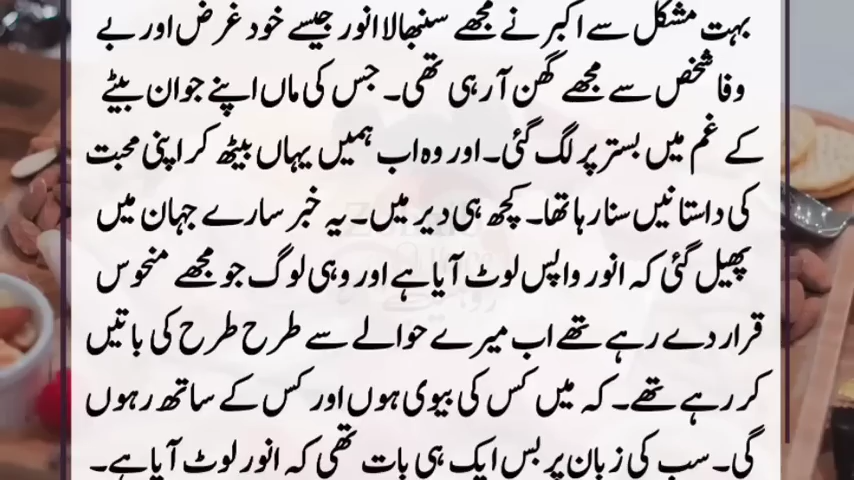 بہت مشکل سے اکبر نے مجھے سنبھالا انور جیسے خود غرض اور بے
وفا شخص سے مجھے گھن آ رہی تھی۔ جس کی ماں اپنے جوان بیٹے
کے غم میں بستر پر لگ گئی۔ اور وہ اب ہمیں یہاں بیٹھ کر اپنی محبت
کی داستانیں سنا رہا تھا۔ کچھ ہی دیر میں۔ یہ خبر سارے جہان میں
پھیل گئی کہ انور واپس لوٹ آیا ہے اور وہی لوگ جو مجھے منحوس
قرار دے رہے تھے اب میرے حوالے سے طرح طرح کی باتیں
کر رہے تھے۔ کہ میں کس کی بیوی ہوں اور کس کے ساتھ رہوں
گی۔ سب کی زبان پر بس ایک ہی بات تھی کہ انور لوٹ آیا ہے۔